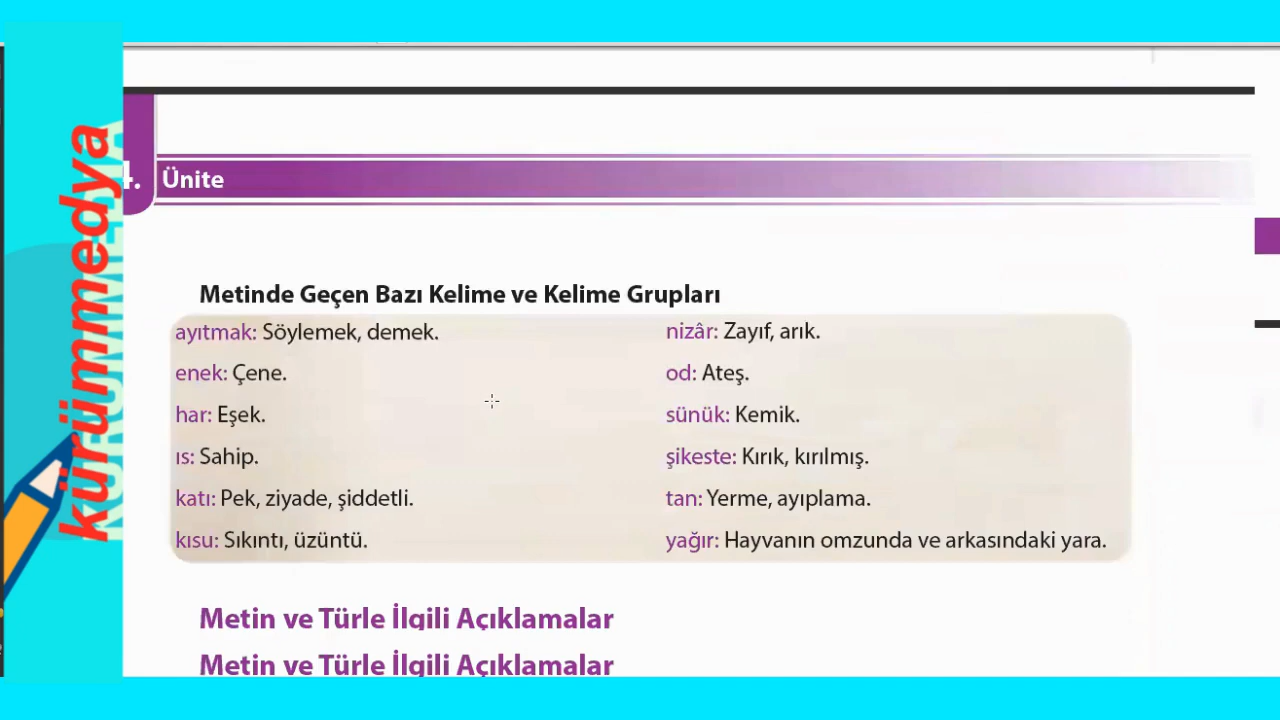 kürümmedya
4. Ünite
Metinde Geçen Bazı Kelime ve Kelime Grupları
ayıtmak: Söylemek, demek.
enek: Çene.
har: Eşek.
ıs: Sahip.
katı: Pek, ziyade, şiddetli.
kısu: Sıkıntı, üzüntü.
nizâr: Zayıf, arık.
od: Ateş.
sünük: Kemik.
şikeste: Kırık, kırılmış.
tan: Yerme, ayıplama.
yağır: Hayvanın omzunda ve arkasındaki yara.
Metin ve Türle İlgili Açıklamalar
Metin ve Türle İlgili Açıklamalar